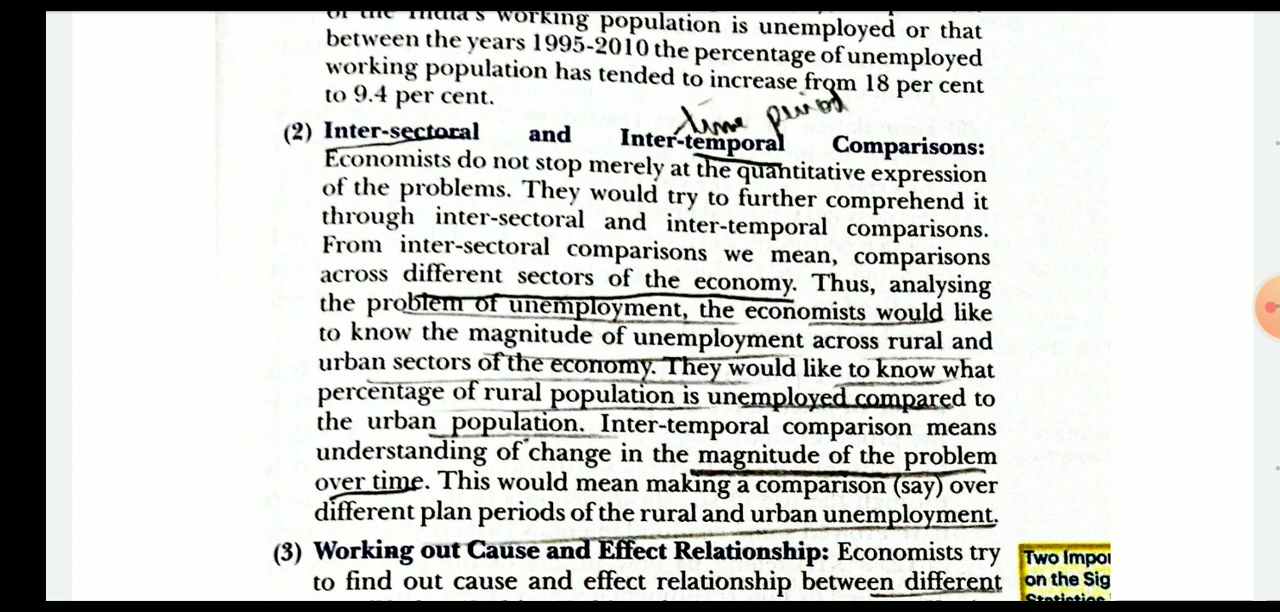 of the India's working population is unemployed or that
between the years 1995-2010 the percentage of unemployed
working population has tended to increase from 18 per cent
to 9.4 per cent.
time period
(2) Inter-sectoral and Inter-temporal Comparisons:
Economists do not stop merely at the quantitative expression
of the problems. They would try to further comprehend it
through inter-sectoral and inter-temporal comparisons.
From inter-sectoral comparisons we mean, comparisons
across different sectors of the economy. Thus, analysing
the problem of unemployment, the economists would like
to know the magnitude of unemployment across rural and
urban sectors of the economy. They would like to know what
percentage of rural population is unemployed compared to
the urban population. Inter-temporal comparison means
understanding of change in the magnitude of the problem
over time. This would mean making a comparison (say) over
different plan periods of the rural and urban unemployment.
(3) Working out Cause and Effect Relationship: Economists try
to find out cause and effect relationship between different
Two Impo
on the Sig
Statistics